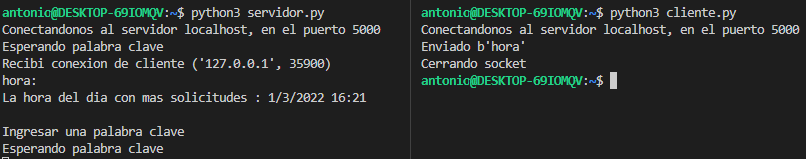 antonio@DESKTOP-69IOMQV:~$ python3 servidor.py
Conectandonos al servidor localhost, en el puerto 5000
Esperando palabra clave
Recibi conexion de cliente ('127.0.0.1', 35900)
hora:
La hora del dia con mas solicitudes : 1/3/2022 16:21
Ingresar una palabra clave
Esperando palabra clave
antonio@DESKTOP-69IOMQV:~$ python3 cliente.py
Conectandonos al servidor localhost, en el puerto 5000
Enviado b'hora'
Cerrando socket
antonio@DESKTOP-69IOMQV:~$